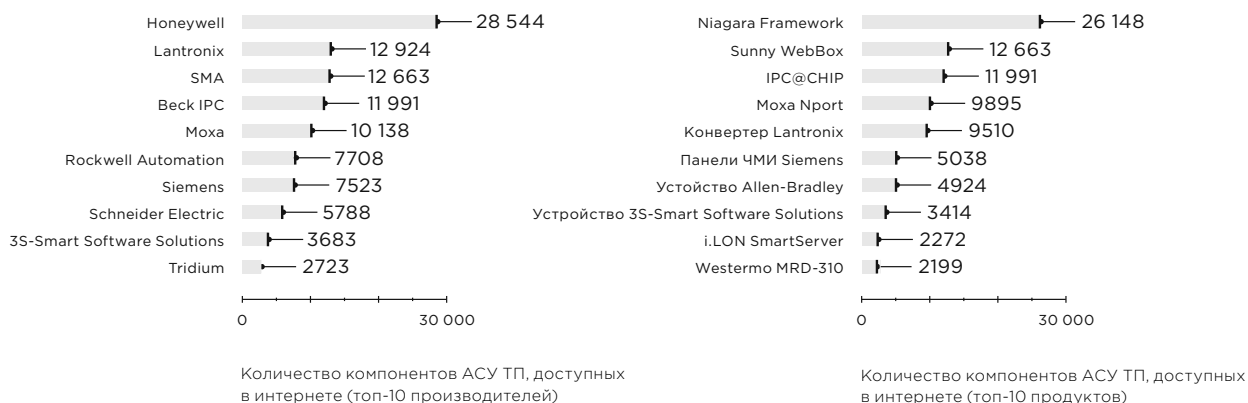 Honeywell 28 544
Lantronix 12 924
SMA 12 663
Beck IPC 11 991
Moxa 10 138
Rockwell Automation 7708
Siemens 7523
Schneider Electric 5788
3S-Smart Software Solutions 3683
Tridium 2723
0 30 000
Количество компонентов АСУ ТП, доступных
в интернете (топ-10 производителей)
Niagara Framework 26 148
Sunny WebBox 12 663
IPC@CHIP 11 991
Moxa Nport 9895
Конвертер Lantronix 9510
Панели ЧМИ Siemens 5038
Устойство Allen-Bradley 4924
Устройство 3S-Smart Software Solutions 3414
i.LON SmartServer 2272
Westermo MRD-310 2199
0 30 000
Количество компонентов АСУ ТП, доступных
в интернете (топ-10 продуктов)